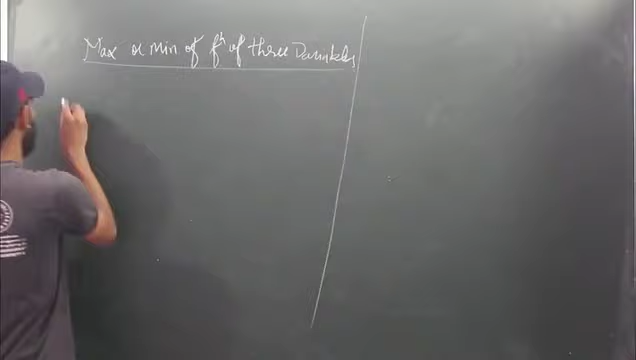 Max or Min of fⁿ of three Variables